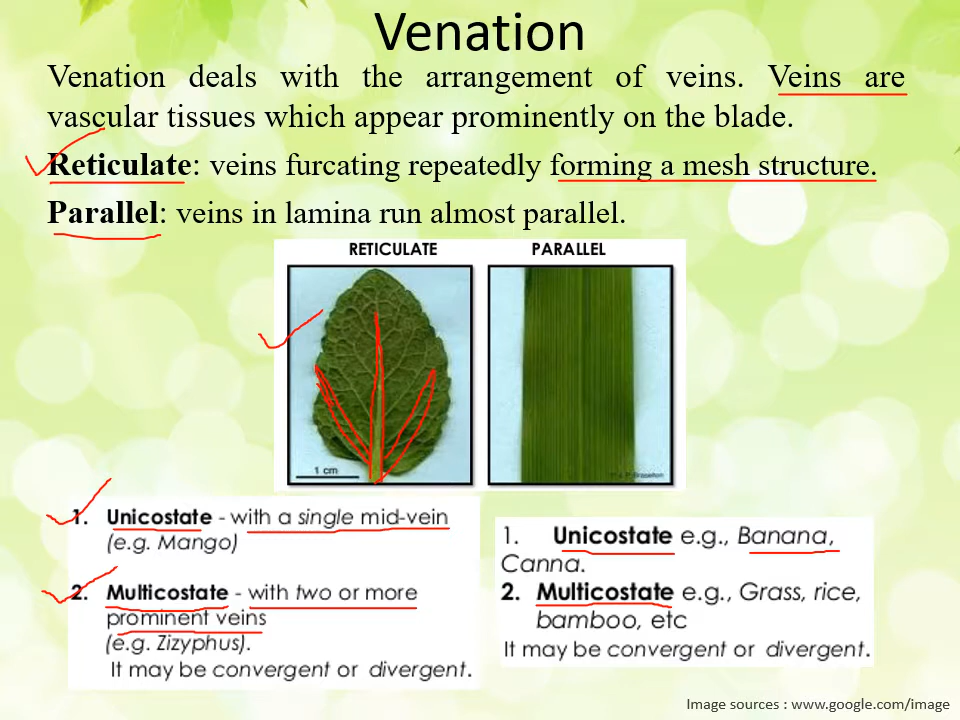 Venation
Venation deals with the arrangement of veins. Veins are
vascular tissues which appear prominently on the blade.
Reticulate: veins furcating repeatedly forming a mesh structure.
Parallel: veins in lamina run almost parallel.
RETICULATE
PARALLEL
1 cm
1. Unicostate - with a single mid-vein
(e.g. Mango)
2. Multicostate - with two or more
prominent veins
(e.g. Zizyphus).
It may be convergent or divergent.
1. Unicostate e.g., Banana,
Canna.
2. Multicostate e.g., Grass, rice,
bamboo, etc
It may be convergent or divergent.
Image sources : www.google.com/image